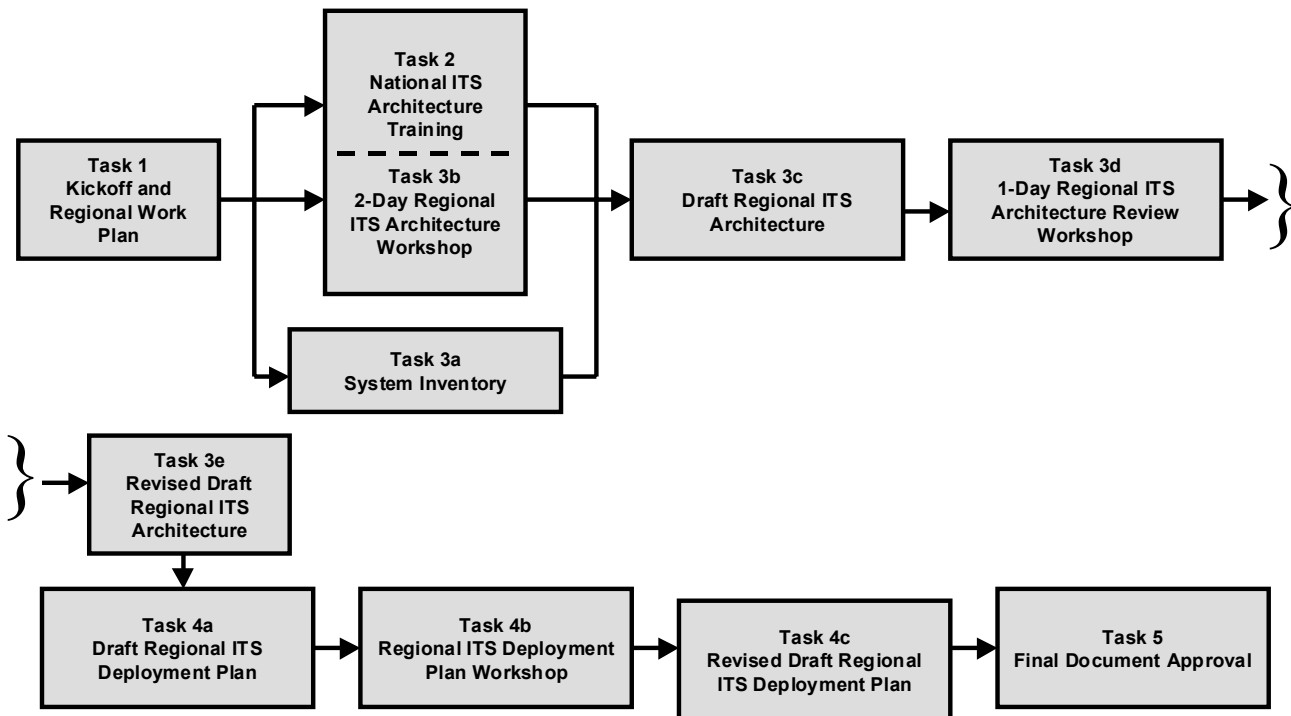 Task 1
Kickoff and
Regional Work
Plan
Task 2
National ITS
Architecture
Training
Task 3b
2-Day Regional
ITS Architecture
Workshop
Task 3a
System Inventory
Task 3c
Draft Regional ITS
Architecture
Task 3d
1-Day Regional ITS
Architecture Review
Workshop
}
}
Task 3e
Revised Draft
Regional ITS
Architecture
Task 4a
Draft Regional ITS
Deployment Plan
Task 4b
Regional ITS Deployment
Plan Workshop
Task 4c
Revised Draft Regional
ITS Deployment Plan
Task 5
Final Document Approval